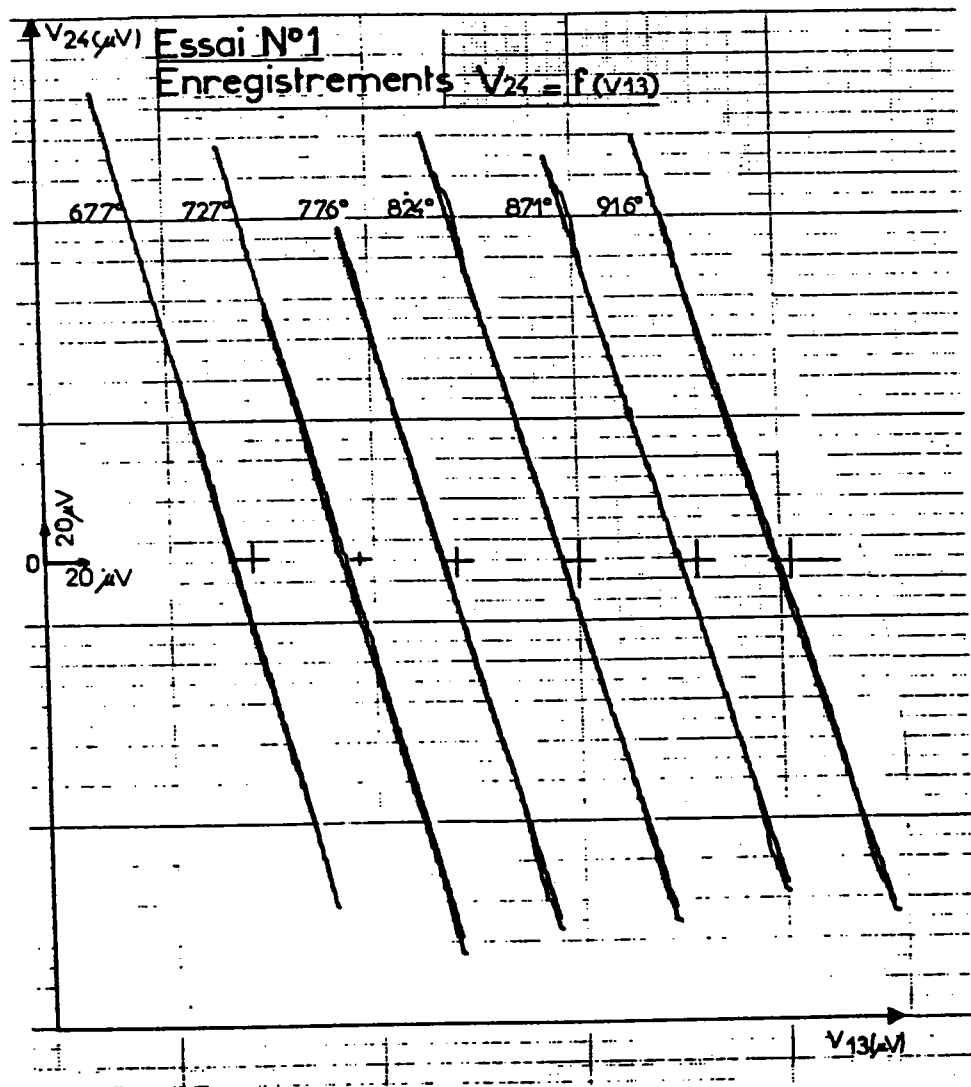 V24(μV)
Essai N°1
Enregistrements V24 = f(V13)
677° 727° 776° 824° 871° 916°
20μV
0
20μV
V13(μV)